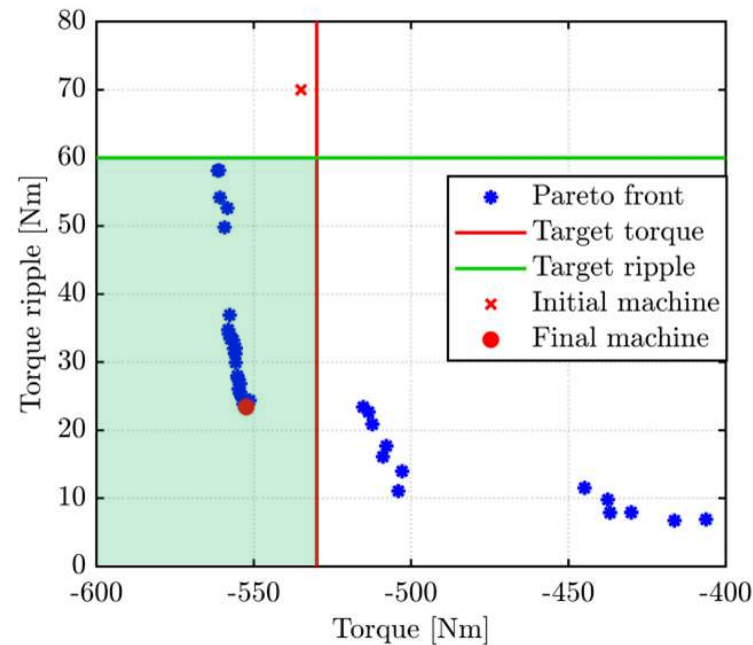 80
70
60
50
40
30
20
10
0
Torque ripple [Nm]
Pareto front
Target torque
Target ripple
Initial machine
Final machine
-600
-550
-500
-450
-400
Torque [Nm]